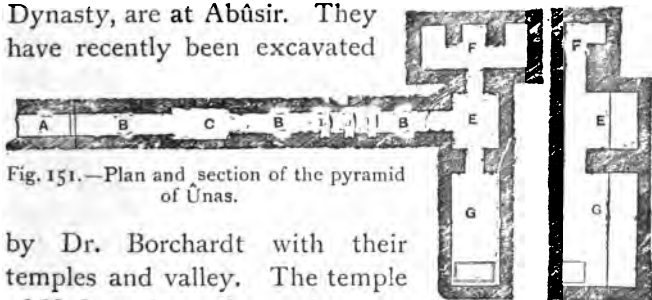 Dynasty, are at Abûsir. They
have recently been excavated
A B C B B E F G
F E G
Fig. 151.—Plan and section of the pyramid
of Ûnas.
by Dr. Borchardt with their
temples and valley. The temple